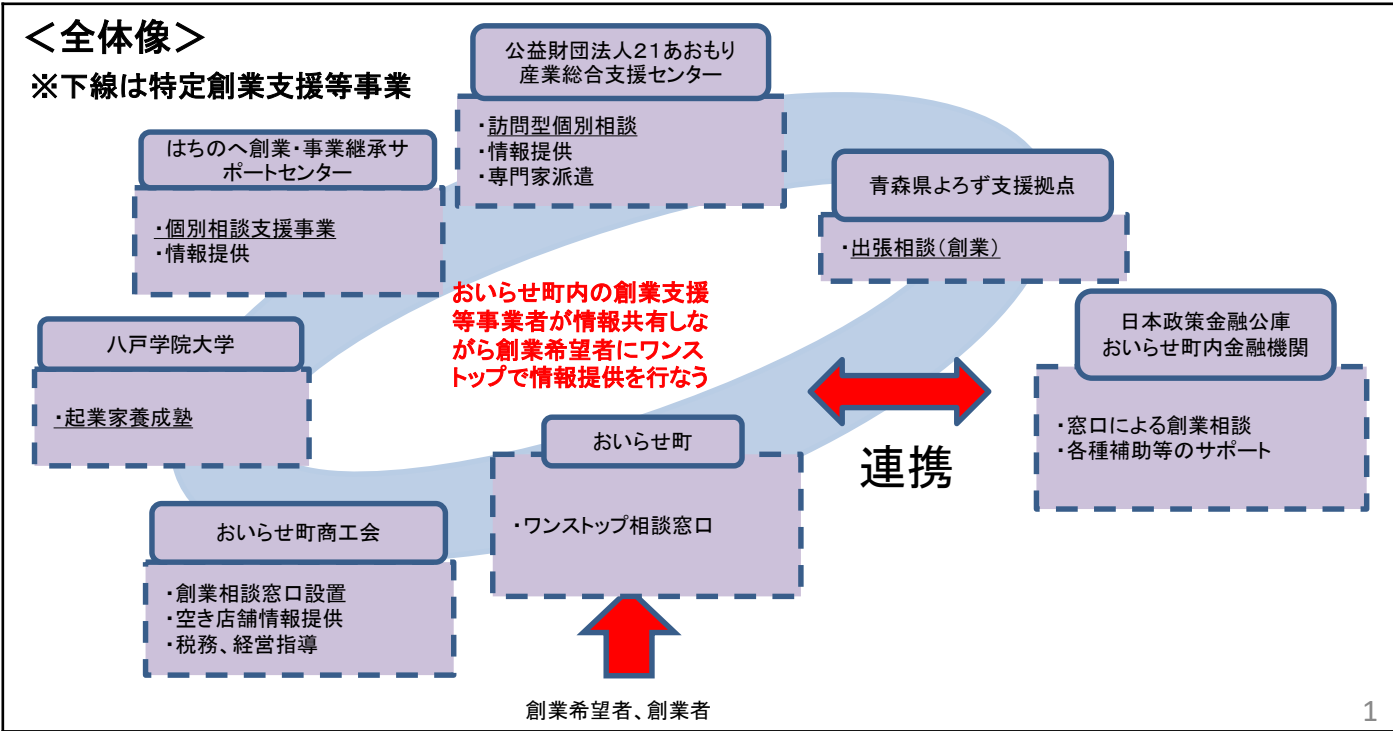 ＜全体像＞
※下線は特定創業支援等事業
公益財団法人２１あおもり
産業総合支援センター
・訪問型個別相談
・情報提供
・専門家派遣
はちのへ創業・事業継承サ
ポートセンター
・個別相談支援事業
・情報提供
青森県よろず支援拠点
・出張相談（創業）
おいらせ町内の創業支援
等事業者が情報共有しな
がら創業希望者にワンス
トップで情報提供を行なう
八戸学院大学
・起業家養成塾
日本政策金融公庫
おいらせ町内金融機関
・窓口による創業相談
・各種補助等のサポート
連携
おいらせ町
・ワンストップ相談窓口
おいらせ町商工会
・創業相談窓口設置
・空き店舗情報提供
・税務、経営指導
創業希望者、創業者
1